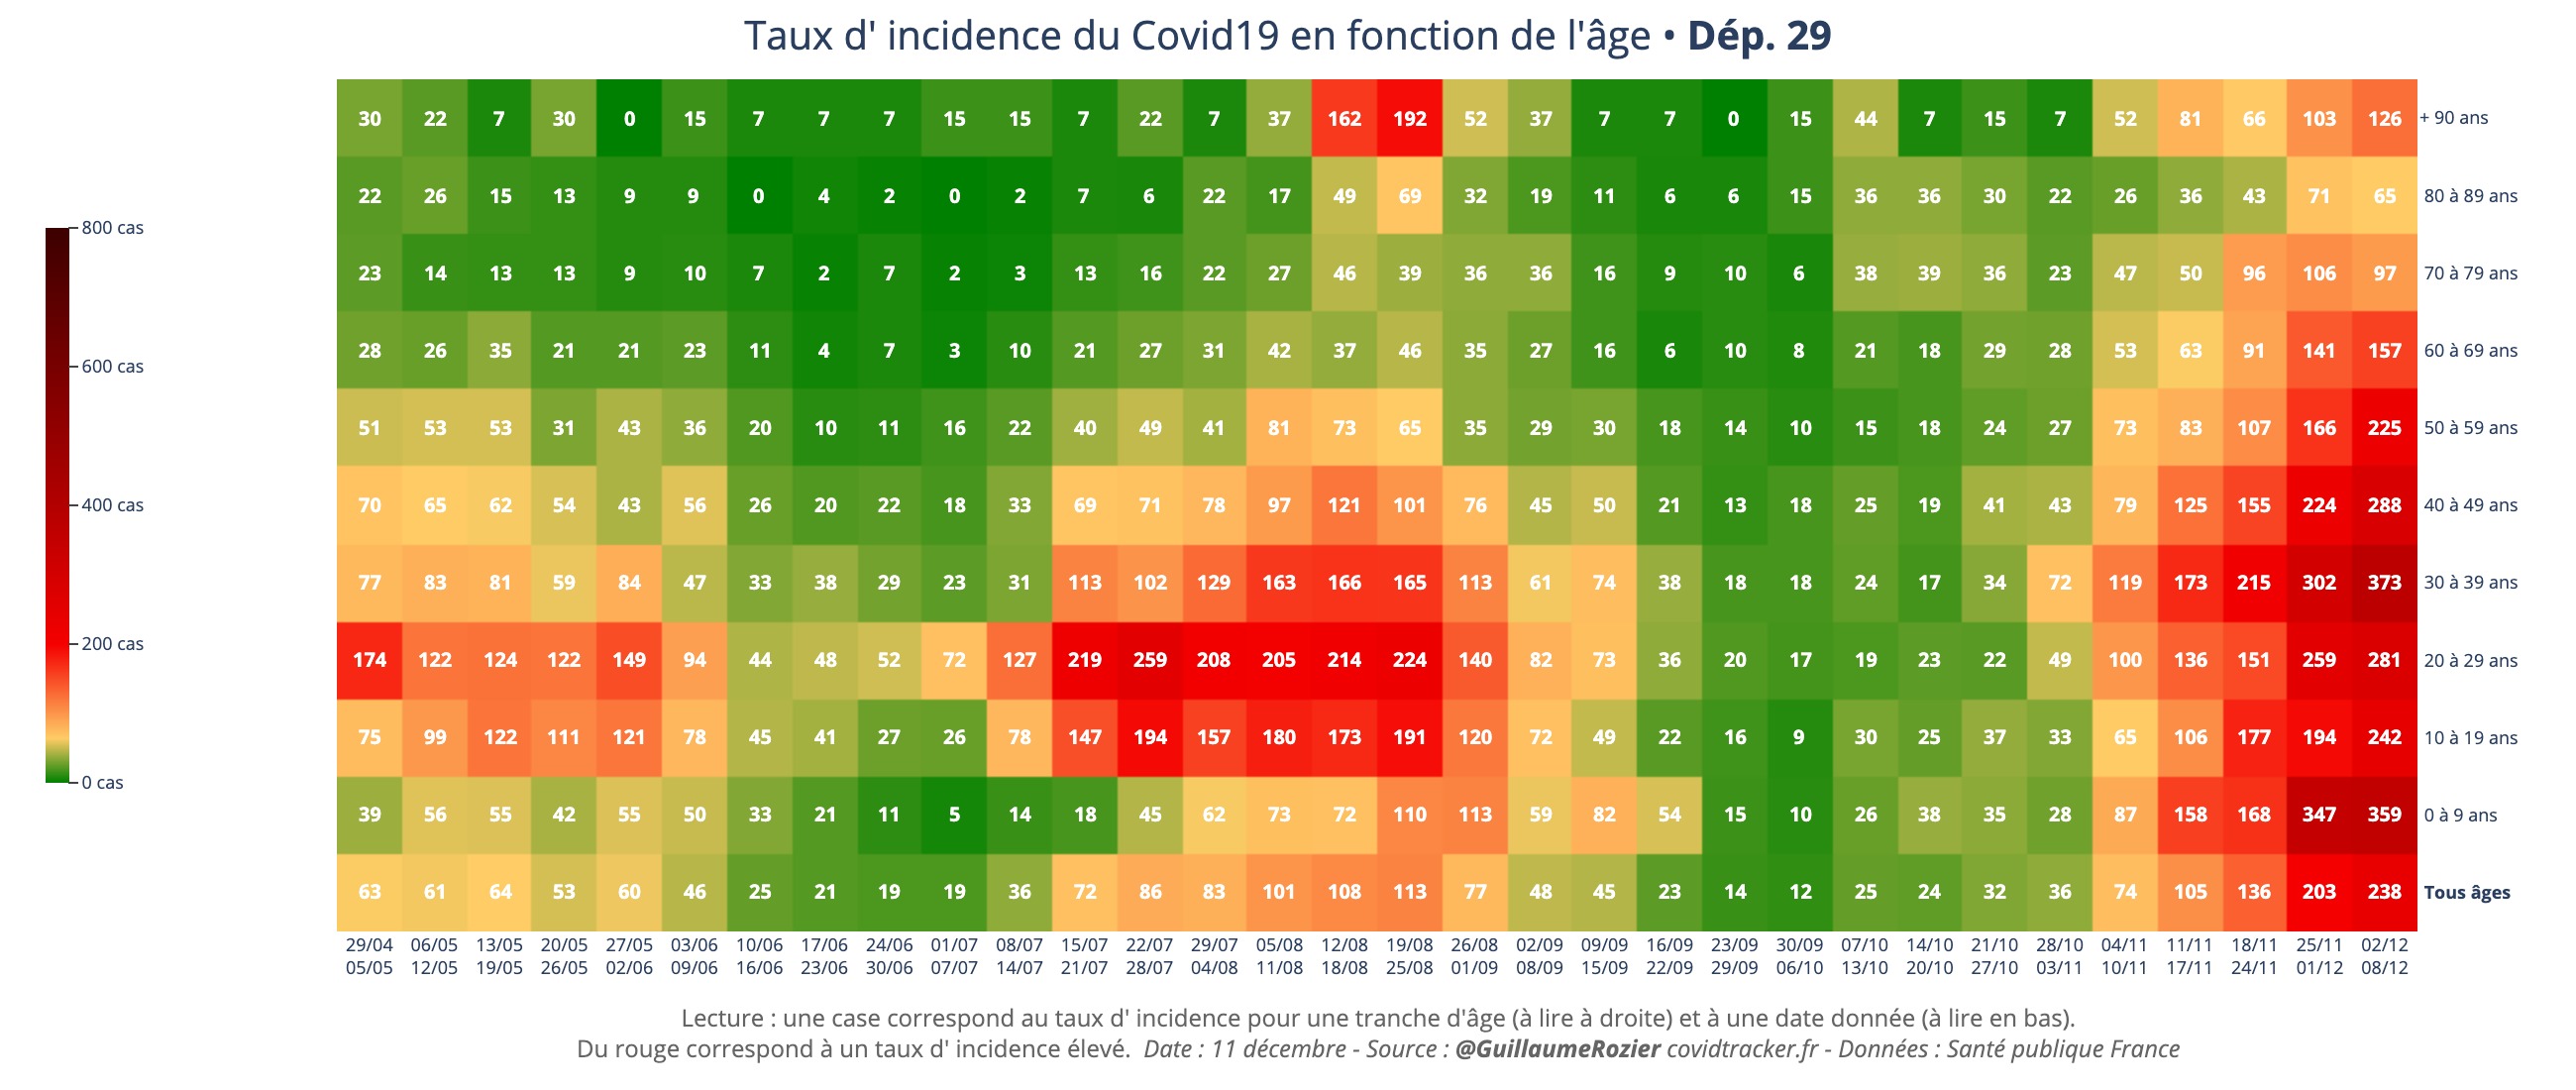 Taux d' incidence du Covid19 en fonction de l'âge • Dép. 29
800 cas
600 cas
400 cas
200 cas
0 cas
30 22 7 30 0 15 7 7 7 15 15 7 22 7 37 162 192 52 37 7 7 0 15 44 7 15 7 52 81 66 103 126 + 90 ans
22 26 15 13 9 9 0 4 2 0 2 7 6 22 17 49 69 32 19 11 6 6 15 36 36 30 22 26 36 43 71 65 80 à 89 ans
23 14 13 13 9 10 7 2 7 2 3 13 16 22 27 46 39 36 36 16 9 10 6 38 39 36 23 47 50 96 106 97 70 à 79 ans
28 26 35 21 21 23 11 4 7 3 10 21 27 31 42 37 46 35 27 16 6 10 8 21 18 29 28 53 63 91 141 157 60 à 69 ans
51 53 53 31 43 36 20 10 11 16 22 40 49 41 81 73 65 35 29 30 18 14 10 15 18 24 27 73 83 107 166 225 50 à 59 ans
70 65 62 54 43 56 26 20 22 18 33 69 71 78 97 121 101 76 45 50 21 13 18 25 19 41 43 79 125 155 224 288 40 à 49 ans
77 83 81 59 84 47 33 38 29 23 31 113 102 129 163 166 165 113 61 74 38 18 18 24 17 34 72 119 173 215 302 373 30 à 39 ans
174 122 124 122 149 94 44 48 52 72 127 219 259 208 205 214 224 140 82 73 36 20 17 19 23 22 49 100 136 151 259 281 20 à 29 ans
75 99 122 111 121 78 45 41 27 26 78 147 194 157 180 173 191 120 72 49 22 16 9 30 25 37 33 65 106 177 194 242 10 à 19 ans
39 56 55 42 55 50 33 21 11 5 14 18 45 62 73 72 110 113 59 82 54 15 10 26 38 35 28 87 158 168 347 359 0 à 9 ans
63 61 64 53 60 46 25 21 19 19 36 72 86 83 101 108 113 77 48 45 23 14 12 25 24 32 36 74 105 136 203 238 Tous âges
29/04 06/05 13/05 20/05 27/05 03/06 10/06 17/06 24/06 01/07 08/07 15/07 22/07 29/07 05/08 12/08 19/08 26/08 02/09 09/09 16/09 23/09 30/09 07/10 14/10 21/10 28/10 04/11 11/11 18/11 25/11 02/12
05/05 12/05 19/05 26/05 02/06 09/06 16/06 23/06 30/06 07/07 14/07 21/07 28/07 04/08 11/08 18/08 25/08 01/09 08/09 15/09 22/09 29/09 06/10 13/10 20/10 27/10 03/11 10/11 17/11 24/11 01/12 08/12
Lecture : une case correspond au taux d' incidence pour une tranche d'âge (à lire à droite) et à une date donnée (à lire en bas).
Du rouge correspond à un taux d' incidence élevé. Date : 11 décembre - Source : @GuillaumeRozier covidtracker.fr - Données : Santé publique France